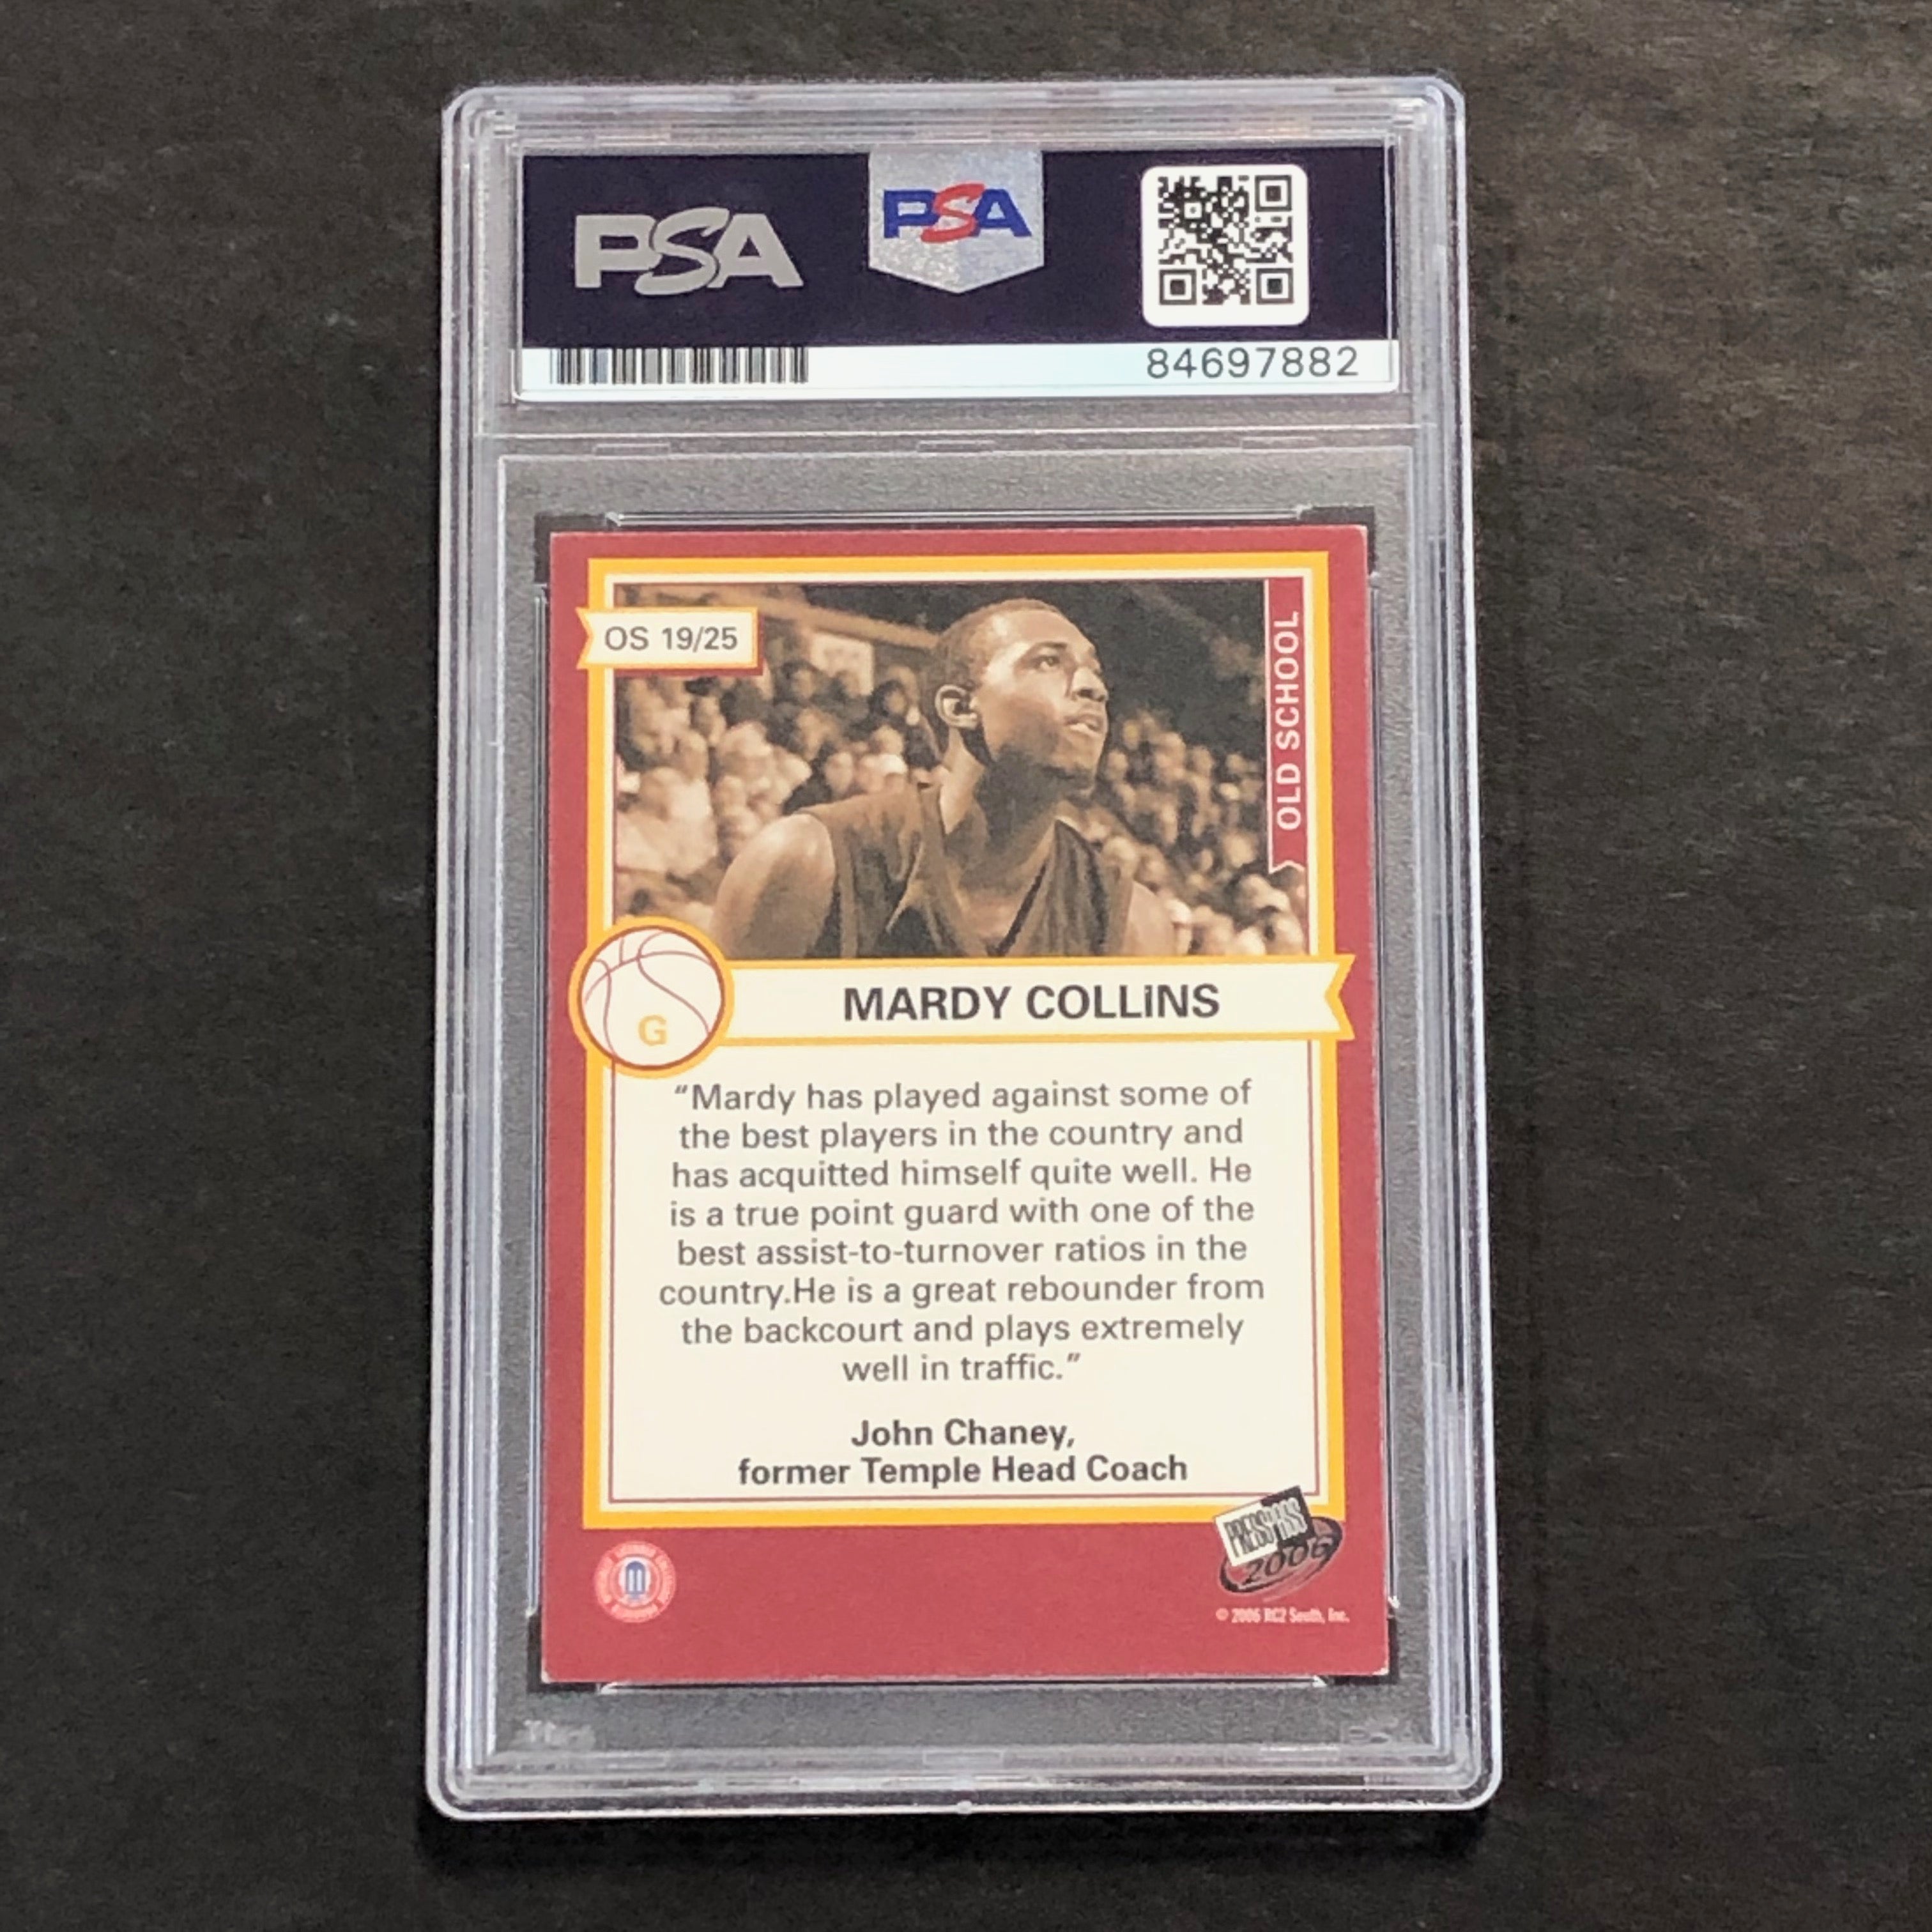 PSA
PSA
84697882
OS 19/25
OLD SCHOOL
G
MARDY COLLiNS
“Mardy has played against some of
the best players in the country and
has acquitted himself quite well. He
is a true point guard with one of the
best assist-to-turnover ratios in the
country.He is a great rebounder from
the backcourt and plays extremely
well in traffic.”
John Chaney,
former Temple Head Coach
PRESS PASS
2006
© 2006 RC2 South, Inc.